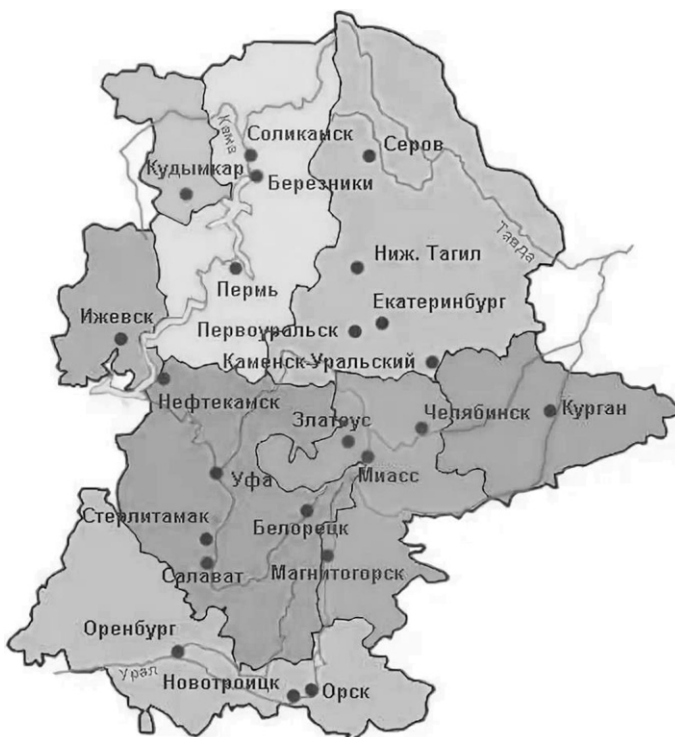 Кама
Соликамск
Серов
Кудымкар
Березники
Тавда
Ниж. Тагил
Пермь
Екатеринбург
Ижевск
Первоуральск
Каменск-Уральский
Нефтекамск
Златоус
Челябинск
Курган
Уфа
Миасс
Стерлитамак
Белорецк
Салават
Магнитогорск
Оренбург
Урал
Новотроицк
Орск